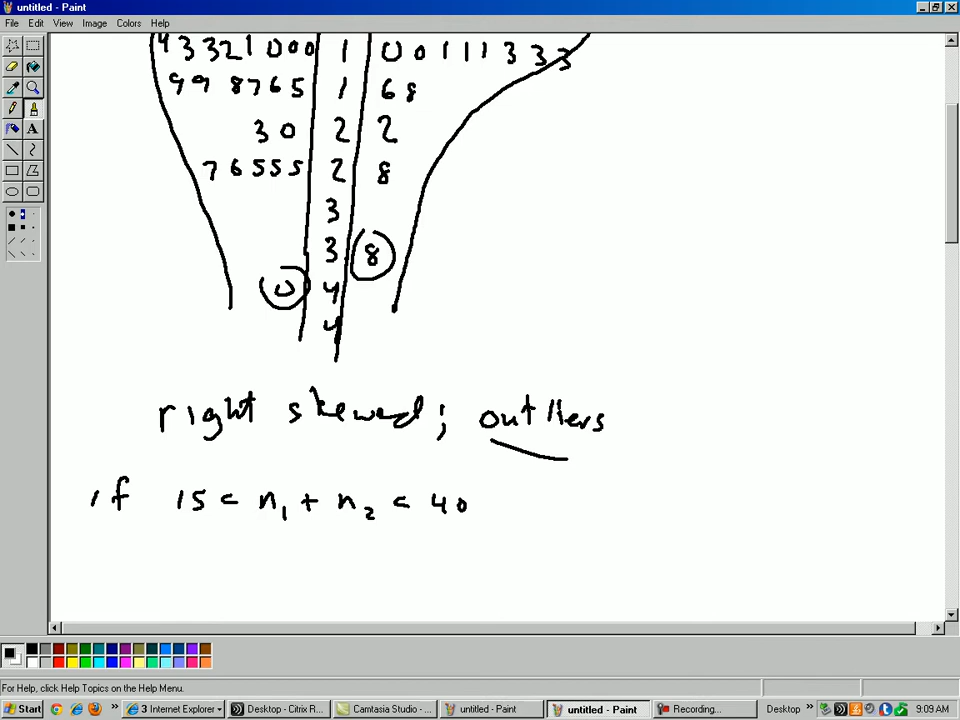 untitled - Paint
File Edit View Image Colors Help
4 3 3 2 1 0 0 0 | 1 | 0 0 1 1 1 3 3 3
9 9 8 7 6 5 | 1 | 6 8
3 0 | 2 | 2
7 6 5 5 5 | 2 | 8
3
3 | 8
0 | 4
4
right skewed; outliers
if 15 < n₁ + n₂ < 40
For Help, click Help Topics on the Help Menu.
Start » 3 Internet Explorer Desktop - Citrix R... Camtasia Studio - ... untitled - Paint untitled - Paint Recording... Desktop » 9:09 AM